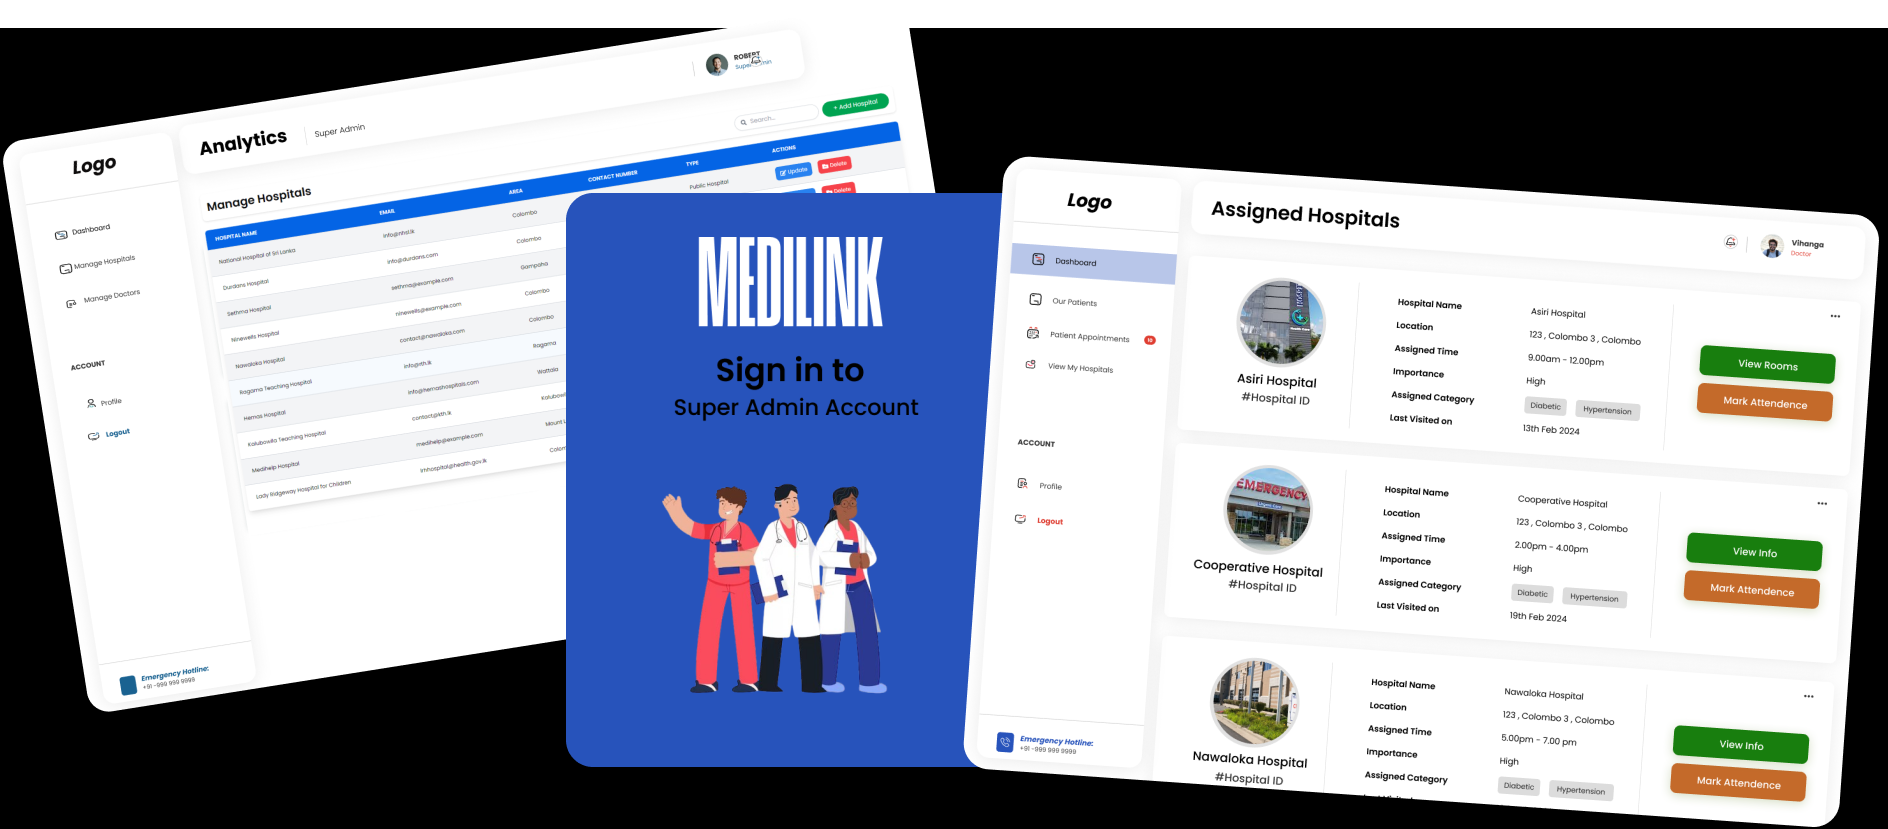 Logo
Dashboard
Manage Hospitals
Manage Doctors
ACCOUNT
Profile
Logout
Emergency Hotline:
+91 -999 999 9999
Analytics
Super Admin
ROBERT
Super Admin
Search...
+ Add Hospital
Manage Hospitals
HOSPITAL NAME EMAIL AREA CONTACT NUMBER TYPE ACTIONS
National Hospital of Sri Lanka info@nhsl.lk Colombo Public Hospital Update Delete
Durdans Hospital info@durdans.com Colombo Delete
Sethma Hospital sethma@example.com Gampaha
Ninewells Hospital ninewells@example.com Colombo
Nawaloka Hospital contact@nawaloka.com Colombo
Ragama Teaching Hospital info@rth.lk Ragama
Hemas Hospital info@hemashospitals.com Wattala
Kalubowila Teaching Hospital contact@kth.lk
Medihelp Hospital medihelp@example.com Mount L
Lady Ridgeway Hospital for Children lrhhospital@health.gov.lk Colom
MEDILINK
Sign in to
Super Admin Account
Logo
Dashboard
Our Patients
Patient Appointments 10
View My Hospitals
ACCOUNT
Profile
Logout
Emergency Hotline:
+91 -999 999 9999
Assigned Hospitals
Vihanga
Doctor
Asiri Hospital
#Hospital ID
Hospital Name Asiri Hospital
Location 123 , Colombo 3 , Colombo
Assigned Time 9.00am - 12.00pm
Importance High
Assigned Category Diabetic Hypertension
Last Visited on 13th Feb 2024
View Rooms
Mark Attendence
EMERGENCY
Cooperative Hospital
#Hospital ID
Hospital Name Cooperative Hospital
Location 123 , Colombo 3 , Colombo
Assigned Time 2.00pm - 4.00pm
Importance High
Assigned Category Diabetic Hypertension
Last Visited on 19th Feb 2024
View Info
Mark Attendence
Nawaloka Hospital
#Hospital ID
Hospital Name Nawaloka Hospital
Location 123 , Colombo 3 , Colombo
Assigned Time 5.00pm - 7.00 pm
Importance High
Assigned Category Diabetic Hypertension
View Info
Mark Attendence